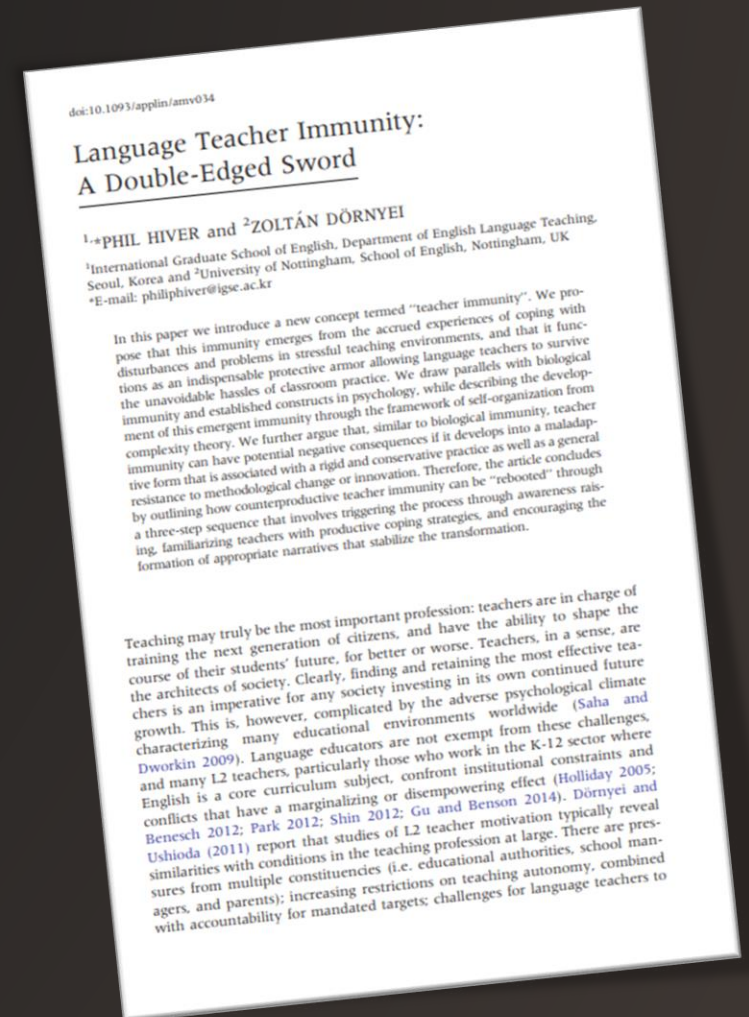 doi:10.1093/applin/amv034
Language Teacher Immunity:
A Double-Edged Sword
1,*PHIL HIVER and 2ZOLTÁN DÖRNYEI
1International Graduate School of English, Department of English Language Teaching,
Seoul, Korea and 2University of Nottingham, School of English, Nottingham, UK
*E-mail: philiphiver@igse.ac.kr
In this paper we introduce a new concept termed "teacher immunity". We pro-
pose that this immunity emerges from the accrued experiences of coping with
disturbances and problems in stressful teaching environments, and that it func-
tions as an indispensable protective armor allowing language teachers to survive
the unavoidable hassles of classroom practice. We draw parallels with biological
immunity and established constructs in psychology, while describing the develop-
ment of this emergent immunity through the framework of self-organization from
complexity theory. We further argue that, similar to biological immunity, teacher
immunity can have potential negative consequences if it develops into a maladap-
tive form that is associated with a rigid and conservative practice as well as a general
resistance to methodological change or innovation. Therefore, the article concludes
by outlining how counterproductive teacher immunity can be "rebooted" through
a three-step sequence that involves triggering the process through awareness rais-
ing, familiarizing teachers with productive coping strategies, and encouraging the
formation of appropriate narratives that stabilize the transformation.
Teaching may truly be the most important profession: teachers are in charge of
training the next generation of citizens, and have the ability to shape the
course of their students' future, for better or worse. Teachers, in a sense, are
the architects of society. Clearly, finding and retaining the most effective tea-
chers is an imperative for any society investing in its own continued future
growth. This is, however, complicated by the adverse psychological climate
characterizing many educational environments worldwide (Saha and
Dworkin 2009). Language educators are not exempt from these challenges,
and many L2 teachers, particularly those who work in the K-12 sector where
English is a core curriculum subject, confront institutional constraints and
conflicts that have a marginalizing or disempowering effect (Holliday 2005;
Benesch 2012; Park 2012; Shin 2012; Gu and Benson 2014). Dörnyei and
Ushioda (2011) report that studies of L2 teacher motivation typically reveal
similarities with conditions in the teaching profession at large. There are pres-
sures from multiple constituencies (i.e. educational authorities, school man-
agers, and parents); increasing restrictions on teaching autonomy, combined
with accountability for mandated targets; challenges for language teachers to